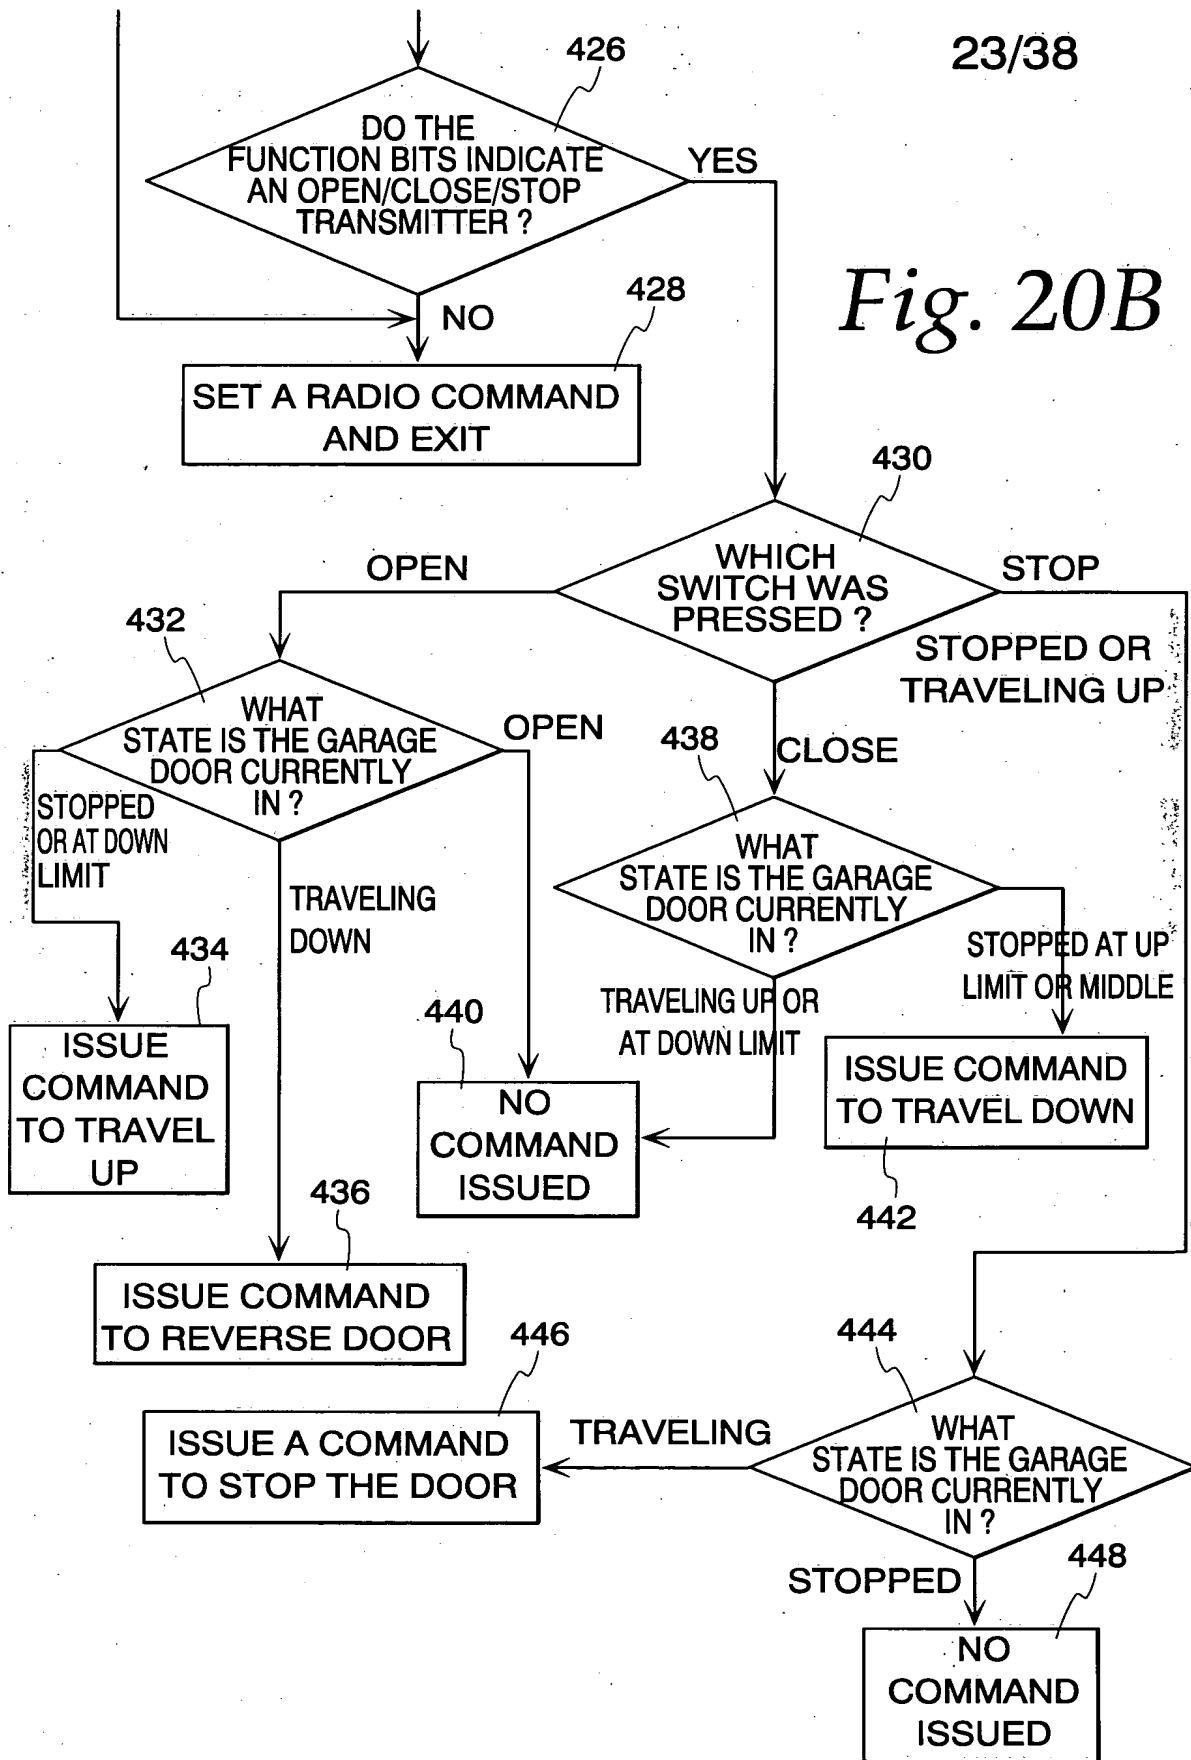 23/38
426
DO THE
FUNCTION BITS INDICATE
AN OPEN/CLOSE/STOP
TRANSMITTER ?
YES
Fig. 20B
NO
428
SET A RADIO COMMAND
AND EXIT
430
WHICH
SWITCH WAS
PRESSED ?
OPEN
STOP
STOPPED OR
TRAVELING UP
CLOSE
432
WHAT
STATE IS THE GARAGE
DOOR CURRENTLY
IN ?
OPEN
STOPPED
OR AT DOWN
LIMIT
TRAVELING
DOWN
438
WHAT
STATE IS THE GARAGE
DOOR CURRENTLY
IN ?
STOPPED AT UP
LIMIT OR MIDDLE
TRAVELING UP OR
AT DOWN LIMIT
434
ISSUE
COMMAND
TO TRAVEL
UP
440
NO
COMMAND
ISSUED
ISSUE COMMAND
TO TRAVEL DOWN
442
436
ISSUE COMMAND
TO REVERSE DOOR
446
ISSUE A COMMAND
TO STOP THE DOOR
TRAVELING
444
WHAT
STATE IS THE GARAGE
DOOR CURRENTLY
IN ?
STOPPED
448
NO
COMMAND
ISSUED